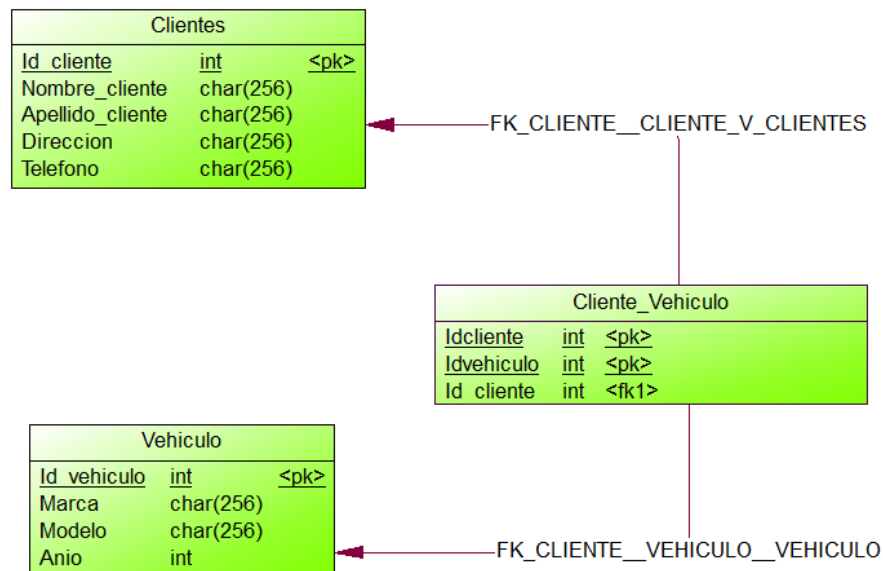 Clientes
Id_cliente int <pk>
Nombre_cliente char(256)
Apellido_cliente char(256)
Direccion char(256)
Telefono char(256)
FK_CLIENTE__CLIENTE_V_CLIENTES
Cliente_Vehiculo
Idcliente int <pk>
Idvehiculo int <pk>
Id_cliente int <fk1>
Vehiculo
Id_vehiculo int <pk>
Marca char(256)
Modelo char(256)
Anio int
FK_CLIENTE__VEHICULO__VEHICULO